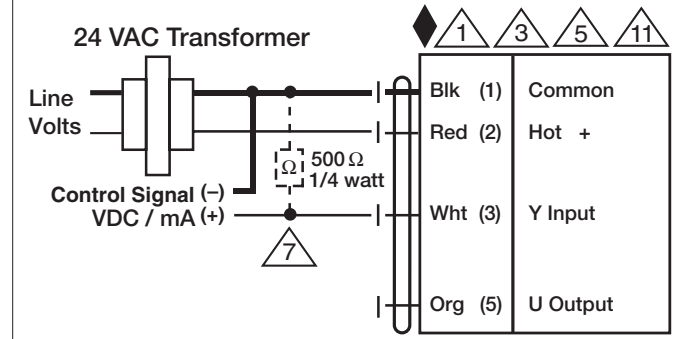 24 VAC Transformer
1 3 5 11
Line
Volts
Blk (1) Common
Red (2) Hot +
Ω 500 Ω
1/4 watt
Control Signal (–)
VDC / mA (+)
Wht (3) Y Input
7
Org (5) U Output